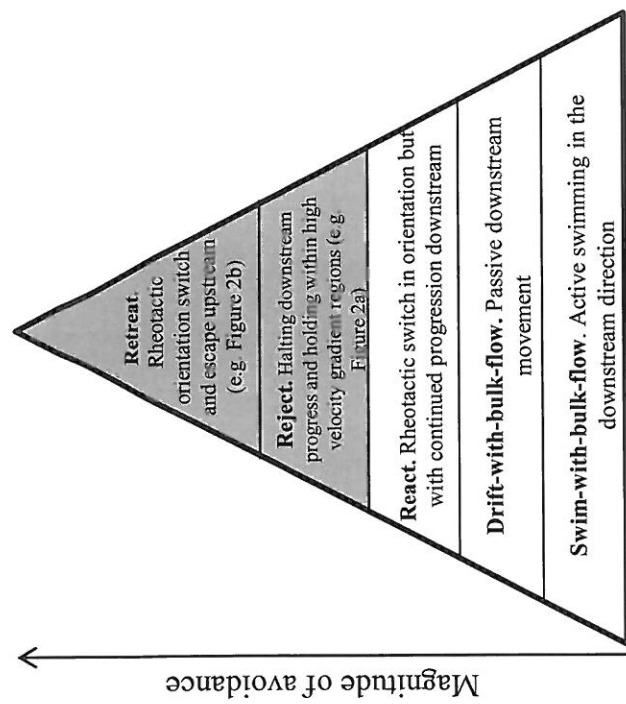 Magnitude of avoidance
Retreat.
Rheotactic
orientation switch
and escape upstream
(e.g. Figure 2b)
Reject. Halting downstream
progress and holding within high
velocity gradient regions (e.g.
Figure 2a)
React. Rheotactic switch in orientation but
with continued progression downstream
Drift-with-bulk-flow. Passive downstream
movement
Swim-with-bulk-flow. Active swimming in the
downstream direction